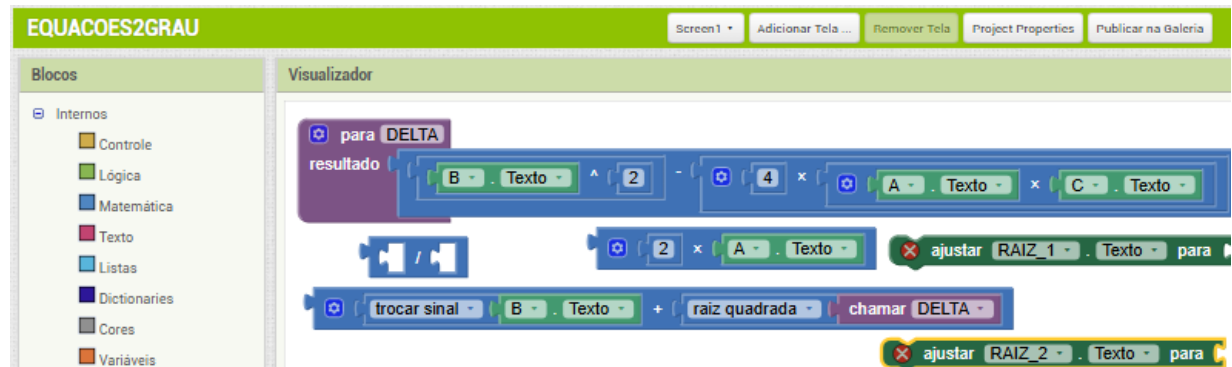 EQUACOES2GRAU Screen1 Adicionar Tela ... Remover Tela Project Properties Publicar na Galeria
Blocos
Visualizador
Internos
Controle
Lógica
Matemática
Texto
Listas
Dictionaries
Cores
Variáveis
para DELTA
resultado B . Texto ^ 2 - 4 × A . Texto × C . Texto
/
2 × A . Texto
ajustar RAIZ_1 . Texto para
trocar sinal B . Texto + raiz quadrada chamar DELTA
ajustar RAIZ_2 . Texto para